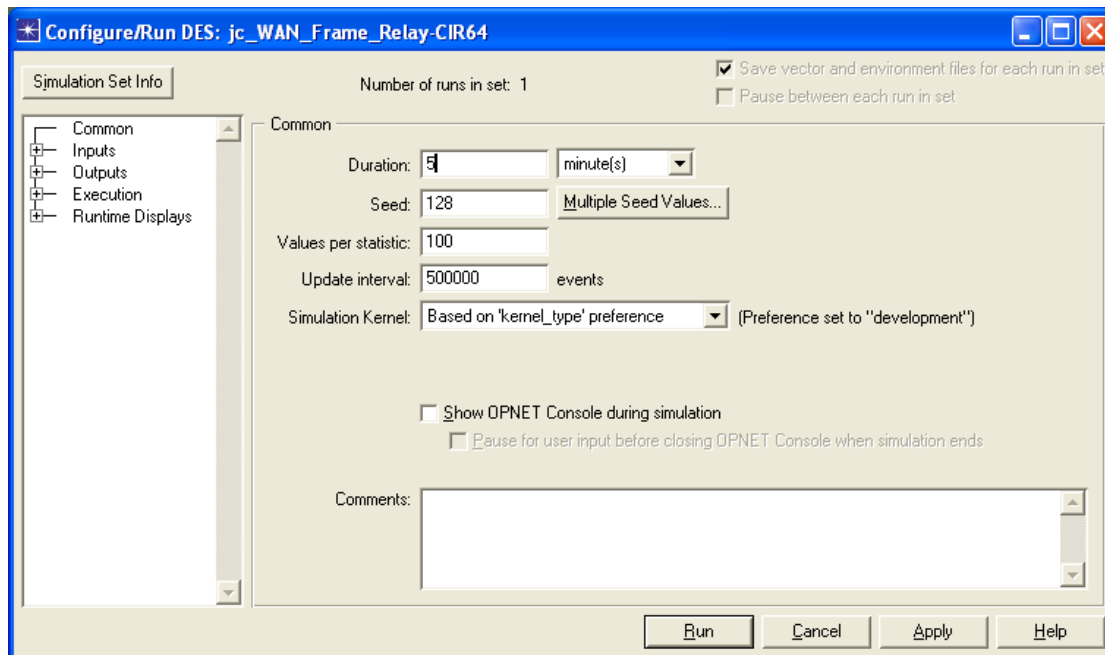 Configure/Run DES: jc_WAN_Frame_Relay-CIR64
Simulation Set Info
Number of runs in set: 1
Save vector and environment files for each run in set
Pause between each run in set
Common
Inputs
Outputs
Execution
Runtime Displays
Common
Duration: 5 minute(s)
Seed: 128 Multiple Seed Values...
Values per statistic: 100
Update interval: 500000 events
Simulation Kernel: Based on 'kernel_type' preference (Preference set to "development")
Show OPNET Console during simulation
Pause for user input before closing OPNET Console when simulation ends
Comments:
Run Cancel Apply Help